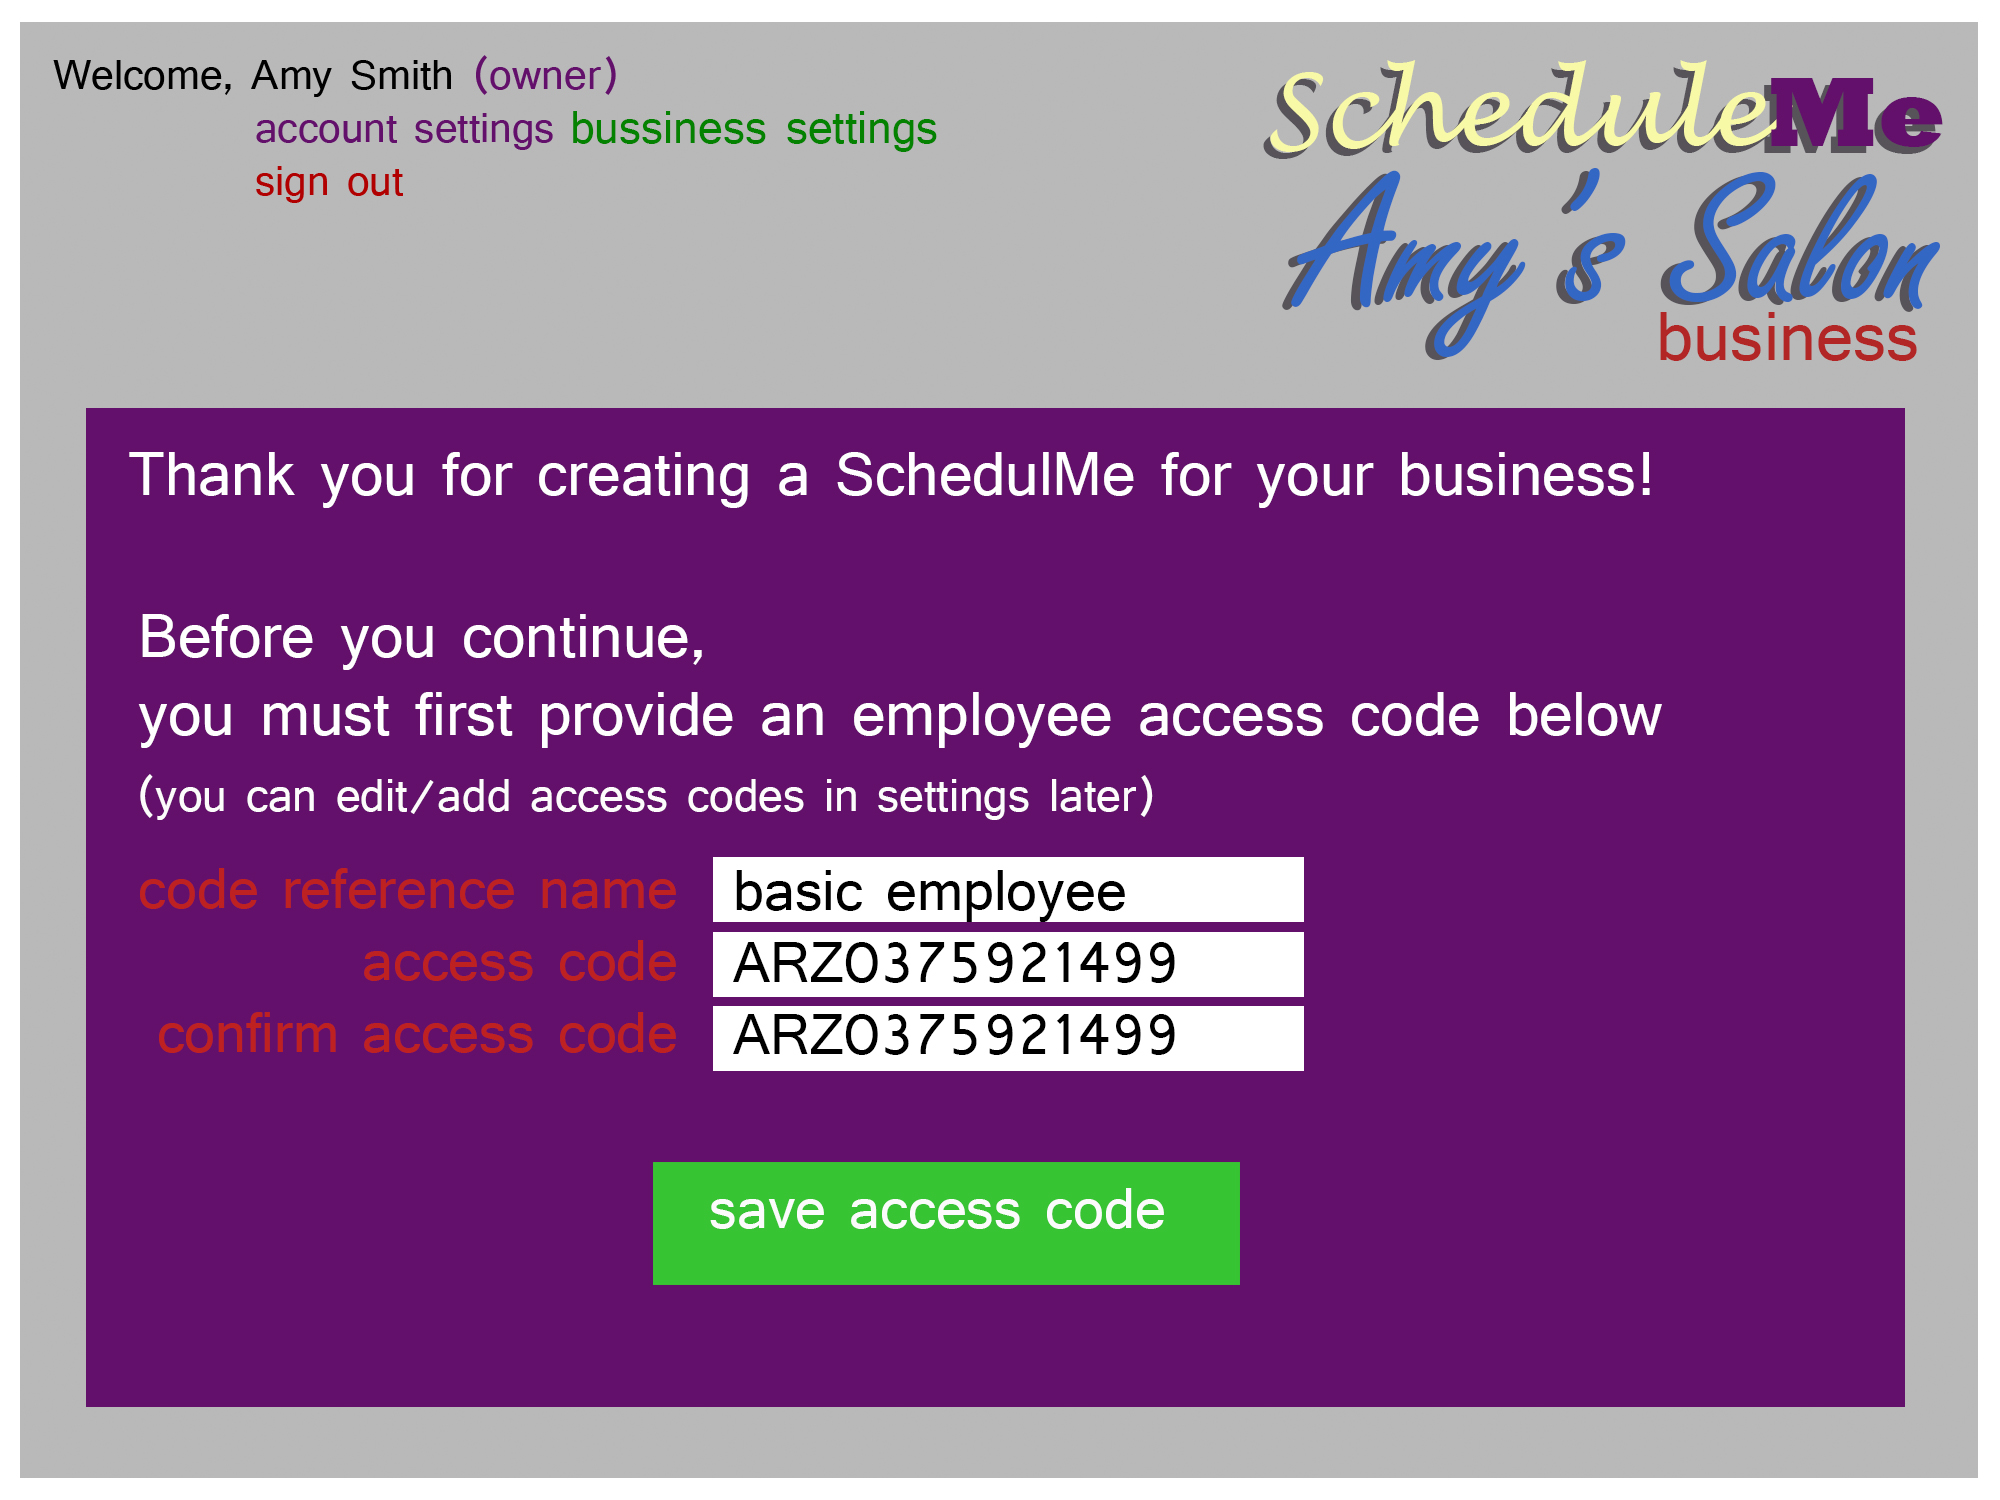 Welcome, Amy Smith (owner)
account settings bussiness settings
sign out
ScheduleMe
Amy's Salon
business
Thank you for creating a SchedulMe for your business!
Before you continue,
you must first provide an employee access code below
(you can edit/add access codes in settings later)
code reference name basic employee
access code ARZ0375921499
confirm access code ARZ0375921499
save access code